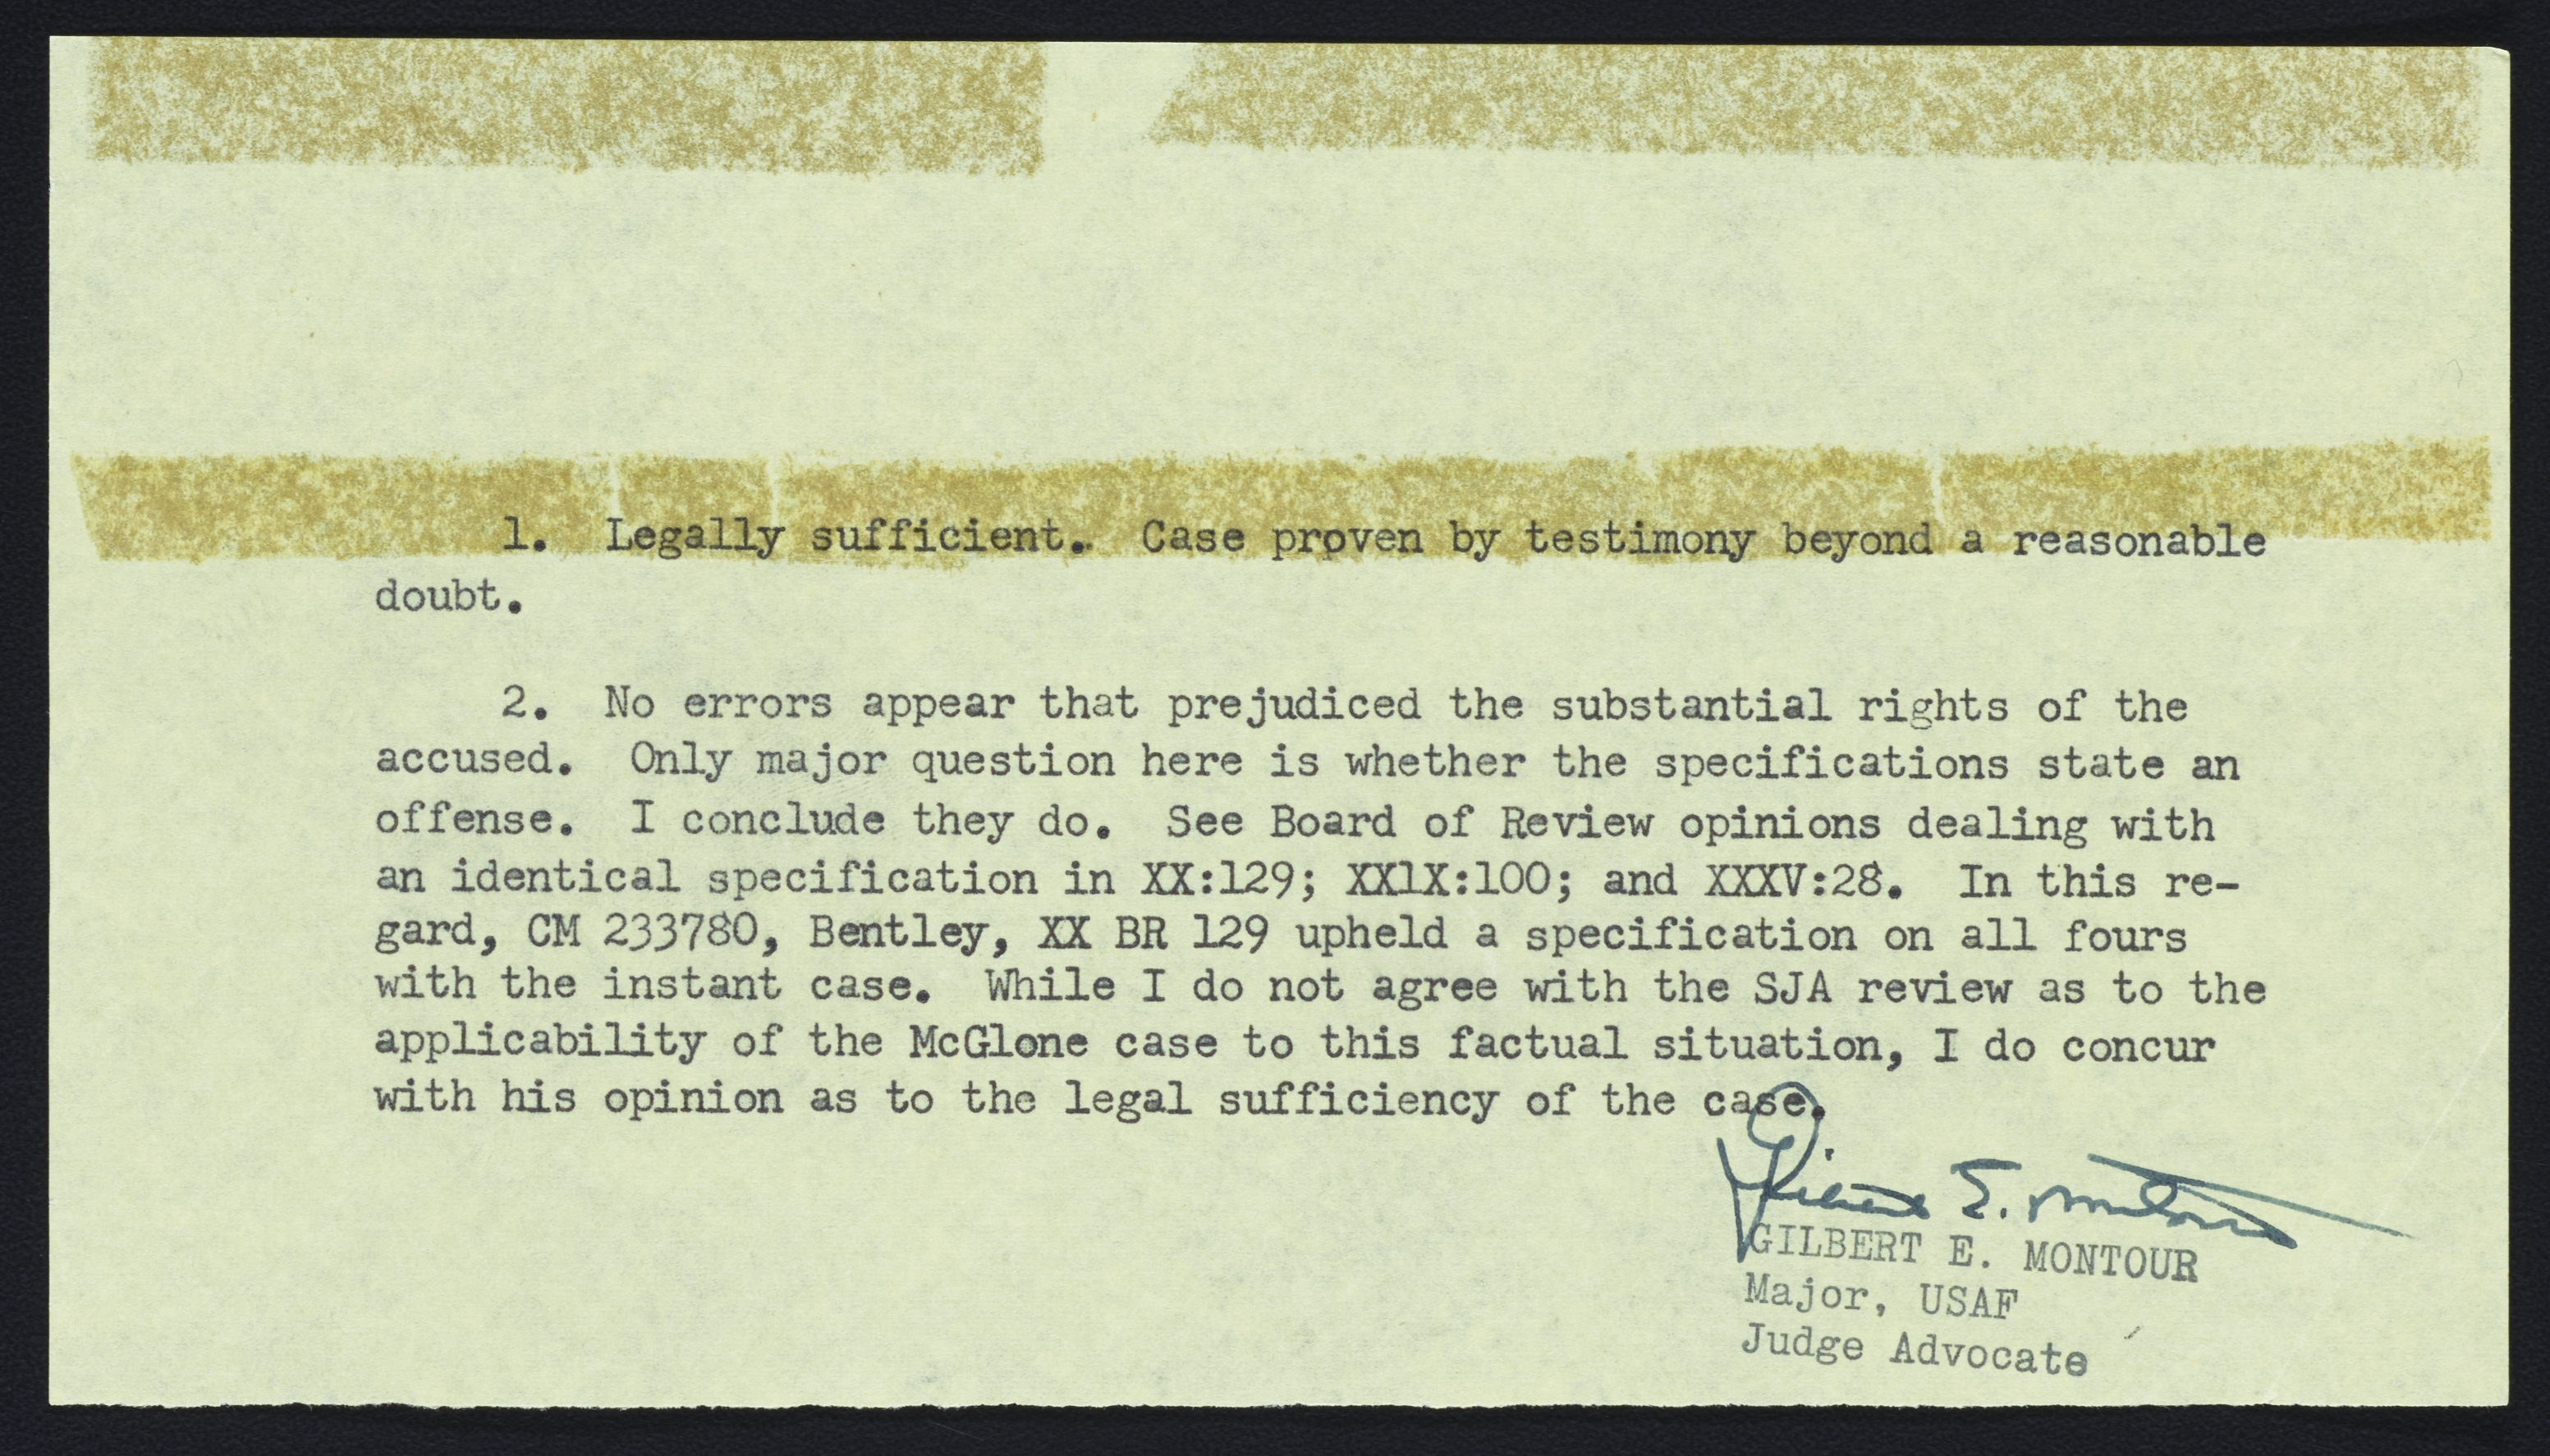 1. Legally sufficient. Case proven by testimony beyond a reasonable
doubt.
2. No errors appear that prejudiced the substantial rights of the
accused. Only major question here is whether the specifications state an
offense. I conclude they do. See Board of Review opinions dealing with
an identical specification in XX:129; XX1X:100; and XXXV:28. In this re-
gard, CM 233780, Bentley, XX BR 129 upheld a specification on all fours
with the instant case. While I do not agree with the SJA review as to the
applicability of the McGlone case to this factual situation, I do concur
with his opinion as to the legal sufficiency of the case.
Gilbert E. Montour
GILBERT E. MONTOUR
Major, USAF
Judge Advocate